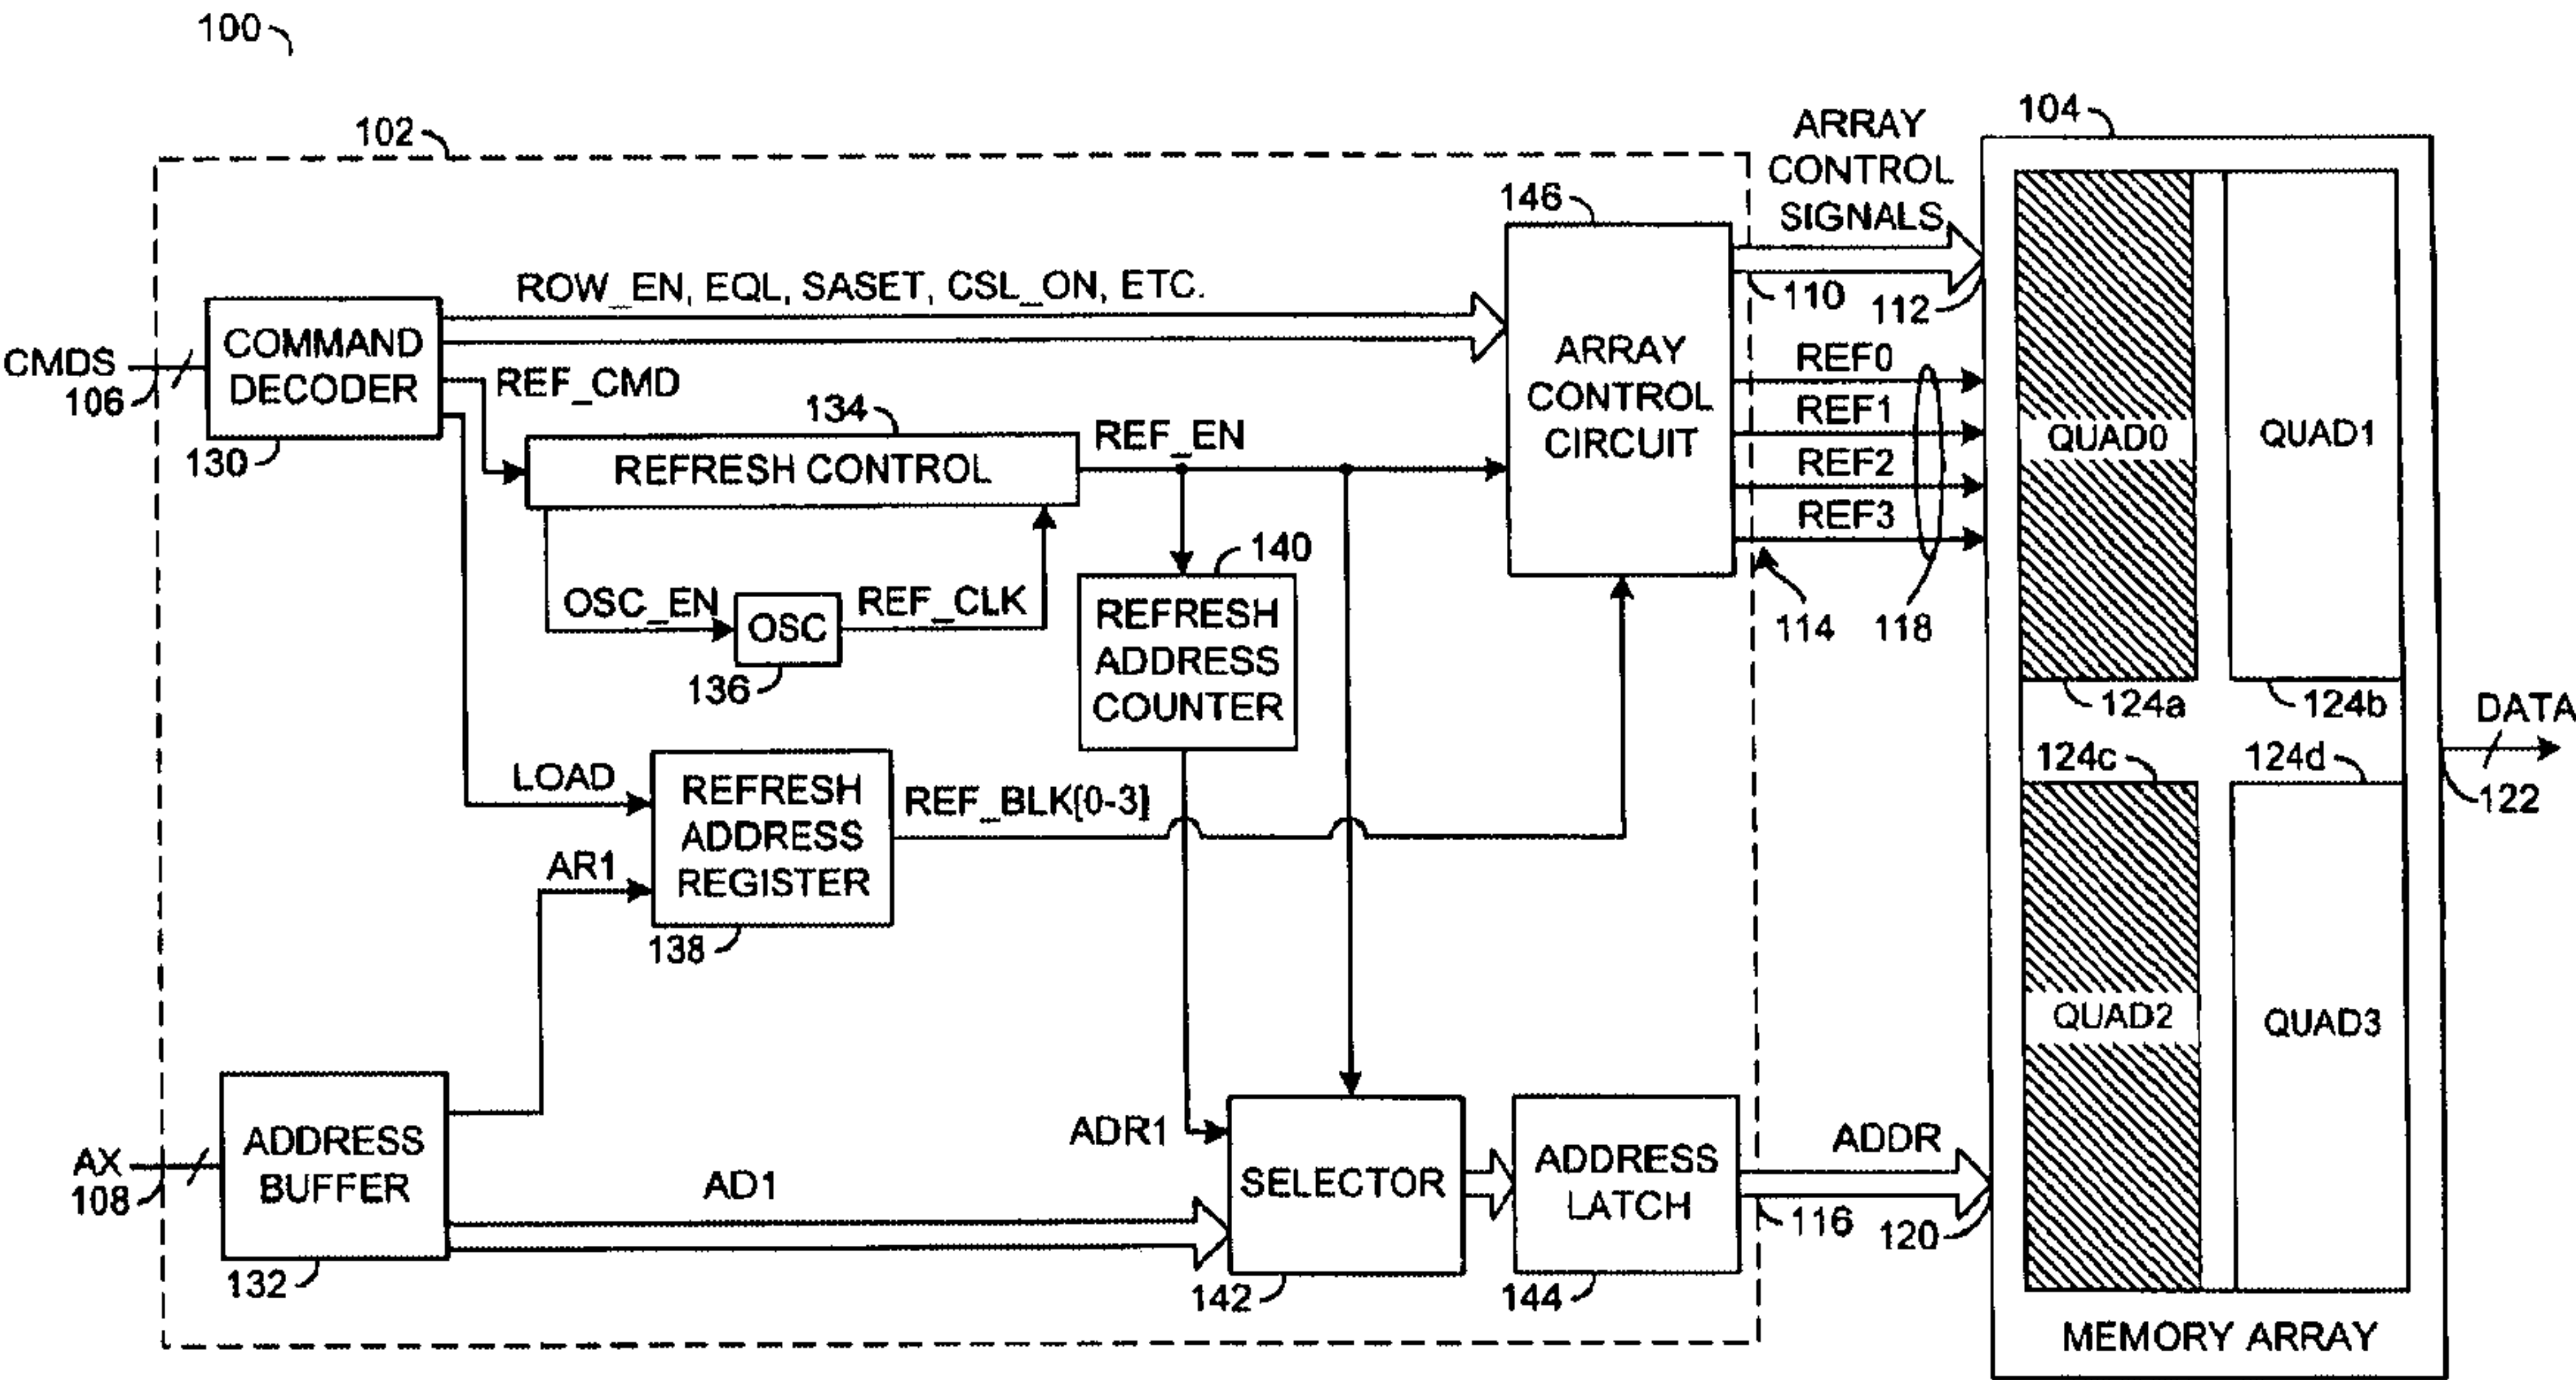 100
102
104
ARRAY
CONTROL
SIGNALS
146
ROW_EN, EQL, SASET, CSL_ON, ETC.
110
112
COMMAND
DECODER
CMDS
106
130
REF_CMD
134
REFRESH CONTROL
REF_EN
ARRAY
CONTROL
CIRCUIT
REF0
REF1
REF2
REF3
QUAD0
QUAD1
OSC_EN
OSC
REF_CLK
136
140
REFRESH
ADDRESS
COUNTER
114
118
124a
124b
DATA
122
124c
124d
LOAD
AR1
REFRESH
ADDRESS
REGISTER
138
REF_BLK[0-3]
QUAD2
QUAD3
AX
108
ADDRESS
BUFFER
132
AD1
ADR1
SELECTOR
142
ADDRESS
LATCH
144
ADDR
116
120
MEMORY ARRAY